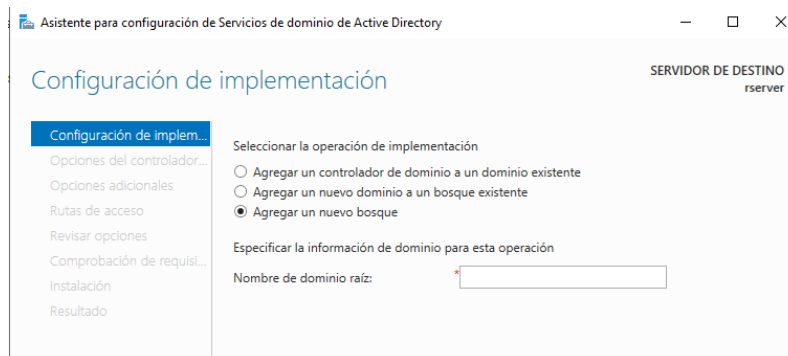 Asistente para configuración de Servicios de dominio de Active Directory
Configuración de implementación
SERVIDOR DE DESTINO
rserver
Configuración de implem...
Opciones del controlador...
Opciones adicionales
Rutas de acceso
Revisar opciones
Comprobación de requisi...
Instalación
Resultado
Seleccionar la operación de implementación
Agregar un controlador de dominio a un dominio existente
Agregar un nuevo dominio a un bosque existente
Agregar un nuevo bosque
Especificar la información de dominio para esta operación
Nombre de dominio raíz: *